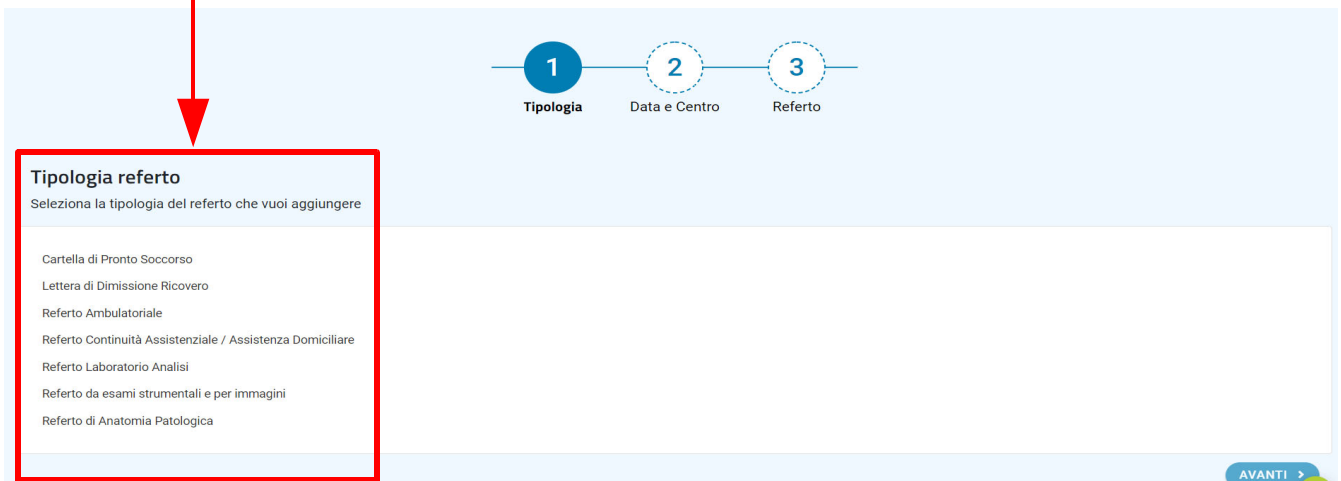 1
2
3
Tipologia
Data e Centro
Referto
Tipologia referto
Seleziona la tipologia del referto che vuoi aggiungere
Cartella di Pronto Soccorso
Lettera di Dimissione Ricovero
Referto Ambulatoriale
Referto Continuità Assistenziale / Assistenza Domiciliare
Referto Laboratorio Analisi
Referto da esami strumentali e per immagini
Referto di Anatomia Patologica
AVANTI >